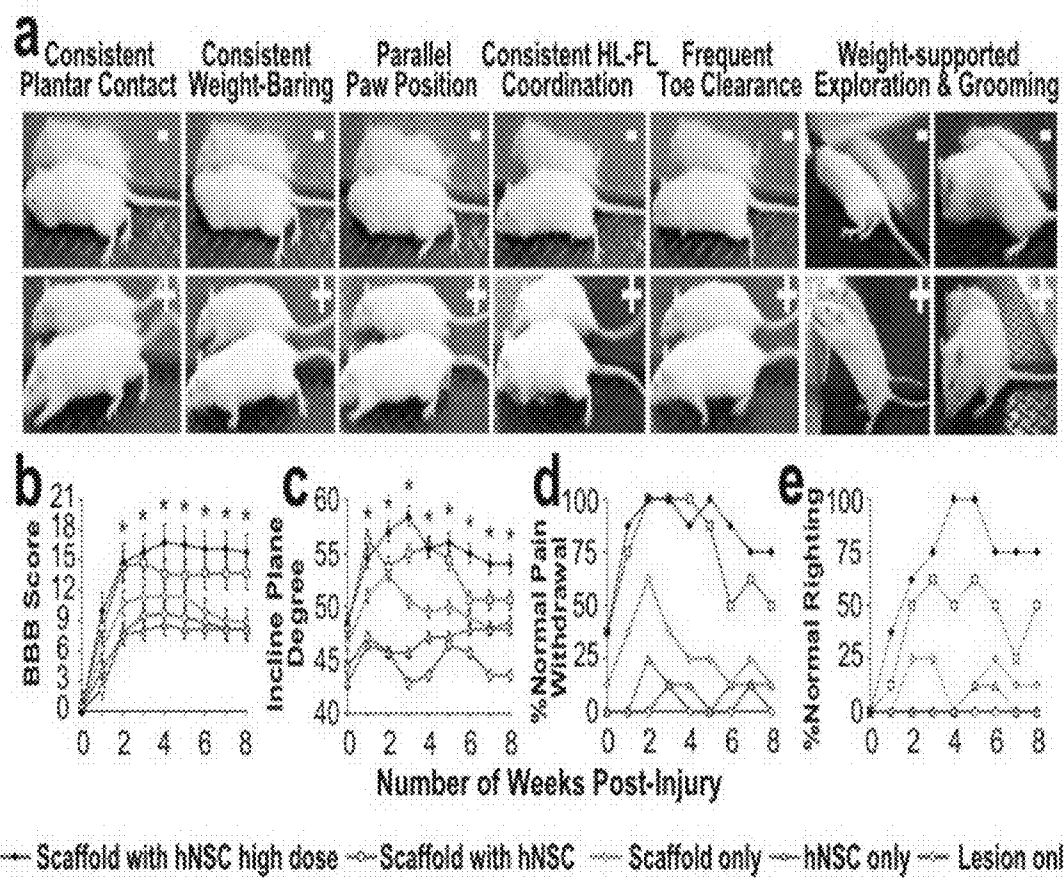 a
Consistent Plantar Contact
Consistent Weight-Baring
Parallel Paw Position
Consistent HL-FL Coordination
Frequent Toe Clearance
Weight-supported Exploration & Grooming
b
BBB Score
21
18
15
12
9
6
3
0
0 2 4 6 8
c
Incline Plane Degree
60
55
50
45
40
0 2 4 6 8
d
%Normal Pain Withdrawal
100
75
50
25
0
0 2 4 6 8
e
%Normal Righting
100
75
50
25
0
0 2 4 6 8
Number of Weeks Post-Injury
Scaffold with hNSC high dose Scaffold with hNSC Scaffold only hNSC only Lesion onl